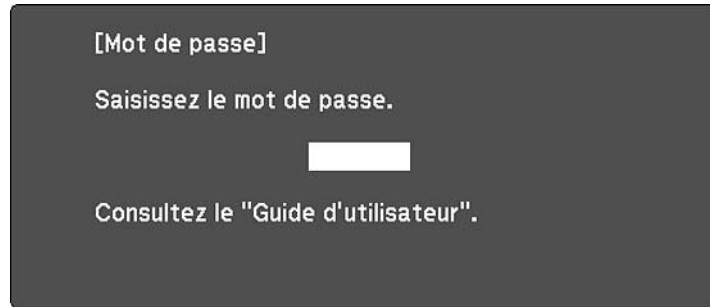 [Mot de passe]
Saisissez le mot de passe.
Consultez le "Guide d'utilisateur".